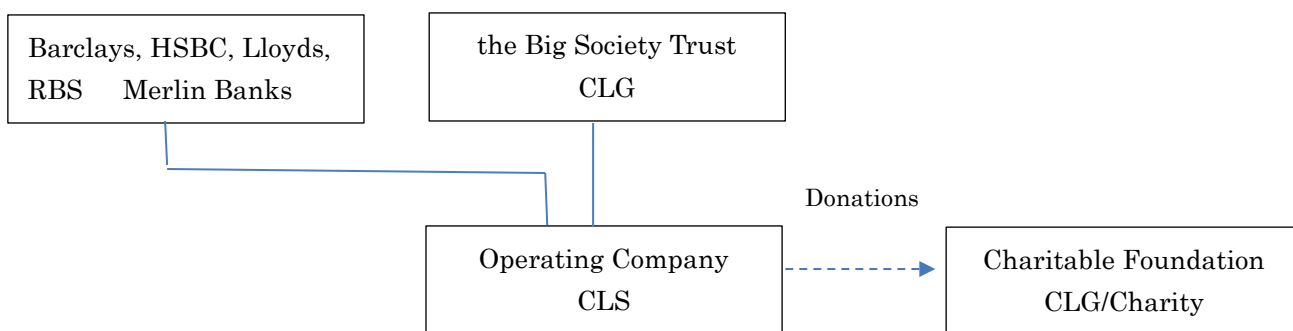 Barclays, HSBC, Lloyds,
RBS Merlin Banks
the Big Society Trust
CLG
Donations
Operating Company
CLS
Charitable Foundation
CLG/Charity